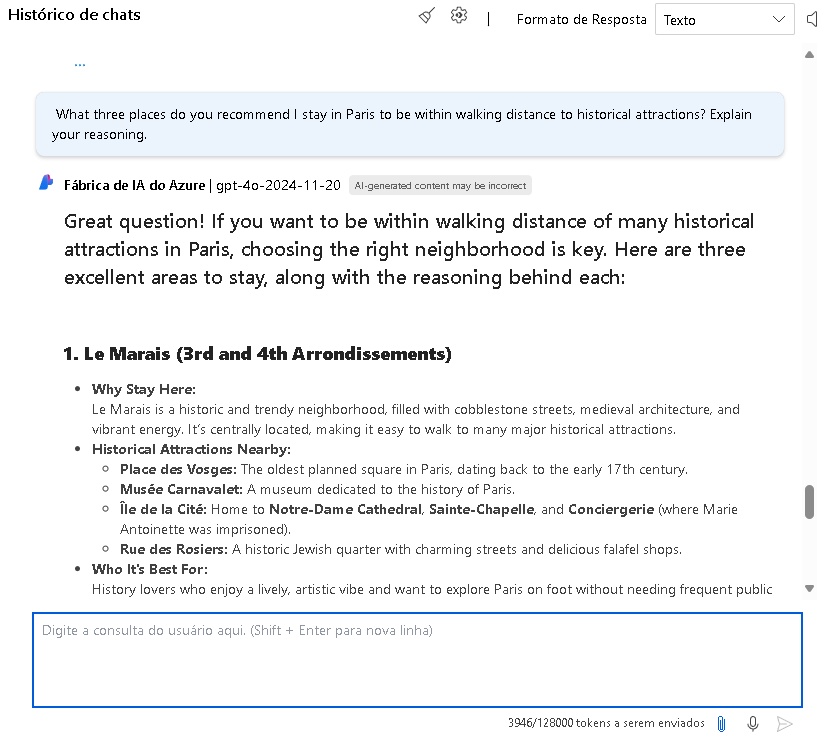 Histórico de chats
Formato de Resposta
Texto
...
What three places do you recommend I stay in Paris to be within walking distance to historical attractions? Explain
your reasoning.
Fábrica de IA do Azure | gpt-4o-2024-11-20 AI-generated content may be incorrect
Great question! If you want to be within walking distance of many historical
attractions in Paris, choosing the right neighborhood is key. Here are three
excellent areas to stay, along with the reasoning behind each:
1. Le Marais (3rd and 4th Arrondissements)
• Why Stay Here:
Le Marais is a historic and trendy neighborhood, filled with cobblestone streets, medieval architecture, and
vibrant energy. It's centrally located, making it easy to walk to many major historical attractions.
• Historical Attractions Nearby:
◦ Place des Vosges: The oldest planned square in Paris, dating back to the early 17th century.
◦ Musée Carnavalet: A museum dedicated to the history of Paris.
◦ Île de la Cité: Home to Notre-Dame Cathedral, Sainte-Chapelle, and Conciergerie (where Marie
Antoinette was imprisoned).
◦ Rue des Rosiers: A historic Jewish quarter with charming streets and delicious falafel shops.
• Who It's Best For:
History lovers who enjoy a lively, artistic vibe and want to explore Paris on foot without needing frequent public
Digite a consulta do usuário aqui. (Shift + Enter para nova linha)
3946/128000 tokens a serem enviados